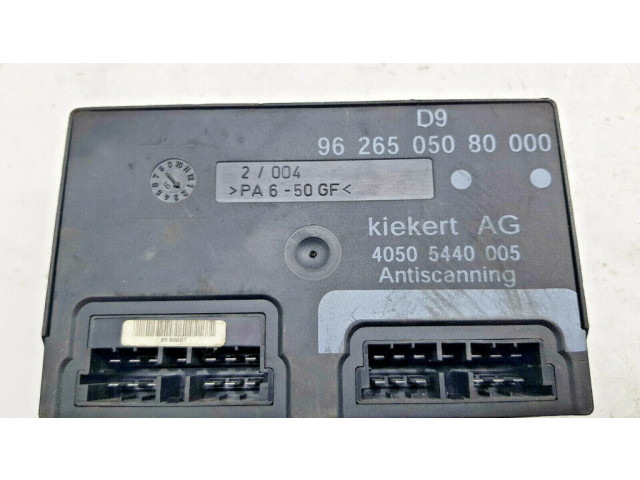 D9
96 265 050 80 000
2 / 004
>PA 6 -50 GF<
kiekert AG
4050 5440 005
Antiscanning